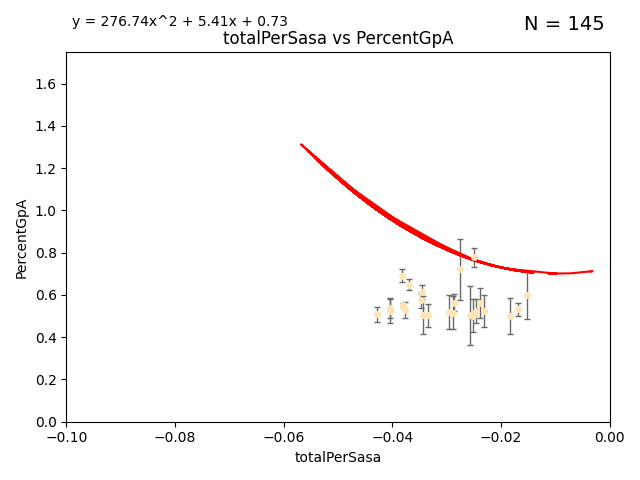 y = 276.74x^2 + 5.41x + 0.73
N = 145
totalPerSasa vs PercentGpA
PercentGpA
1.6
1.4
1.2
1.0
0.8
0.6
0.4
0.2
0.0
−0.10 −0.08 −0.06 −0.04 −0.02 0.00
totalPerSasa